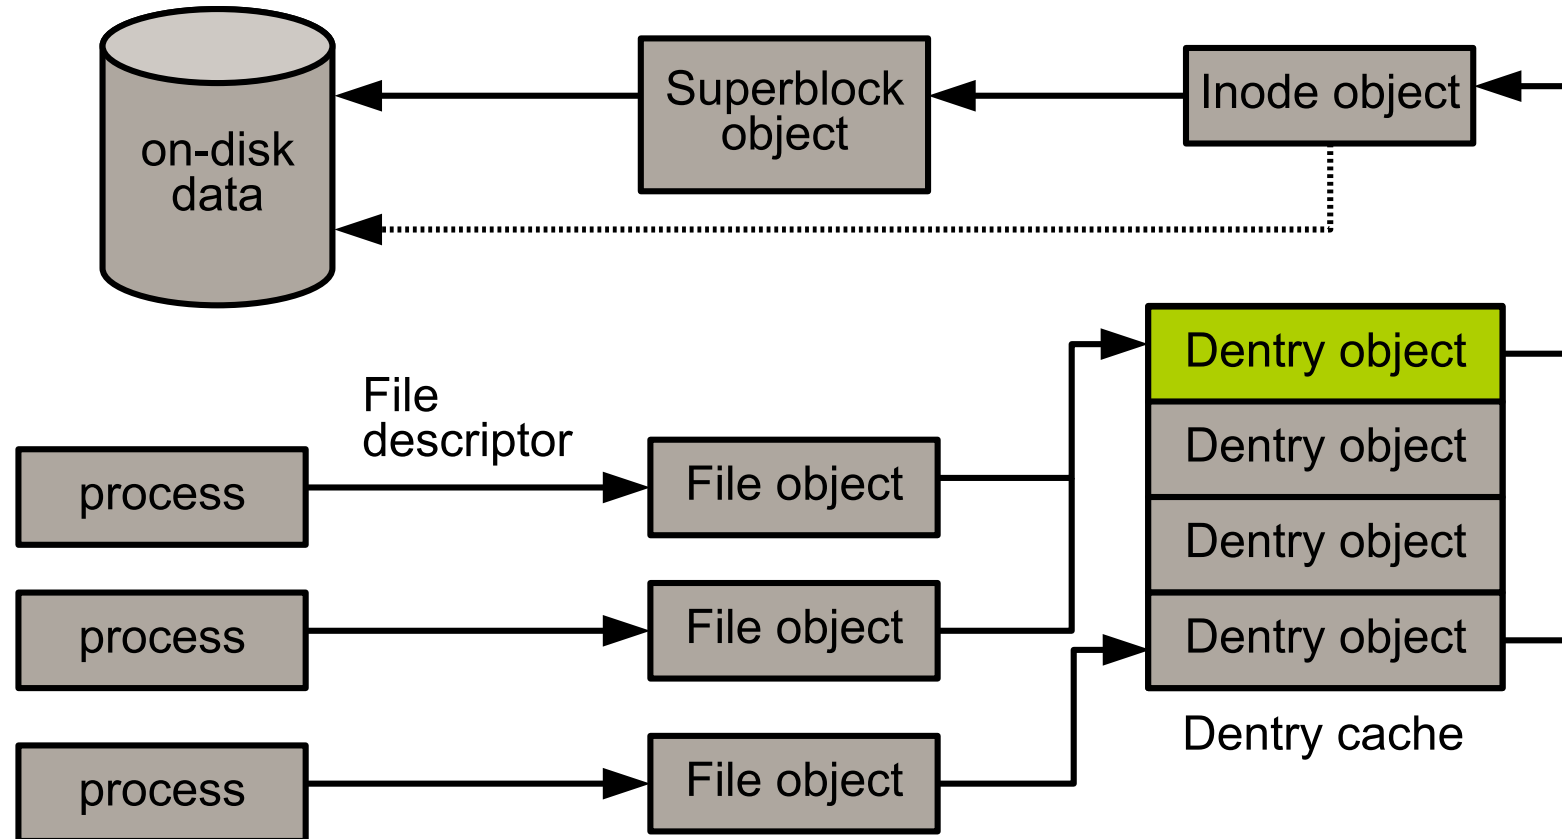 on-disk
data
Superblock
object
Inode object
File
descriptor
process
File object
process
File object
process
File object
Dentry object
Dentry object
Dentry object
Dentry object
Dentry cache